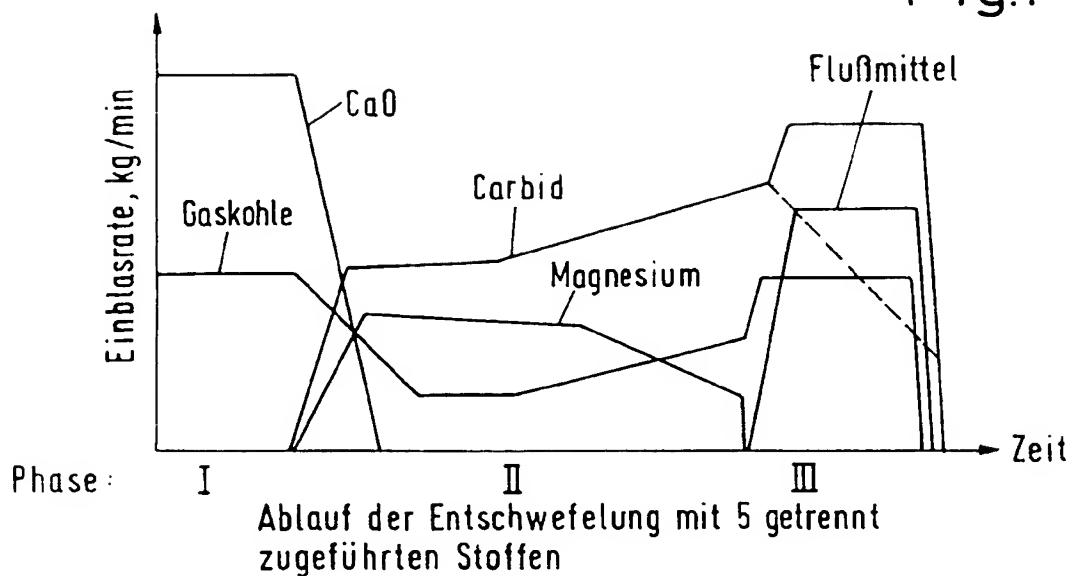 Fig.1
Flußmittel
CaO
Carbid
Gaskohle
Magnesium
Einblasrate, kg/min
Zeit
Phase: I II III
Ablauf der Entschwefelung mit 5 getrennt
zugeführten Stoffen